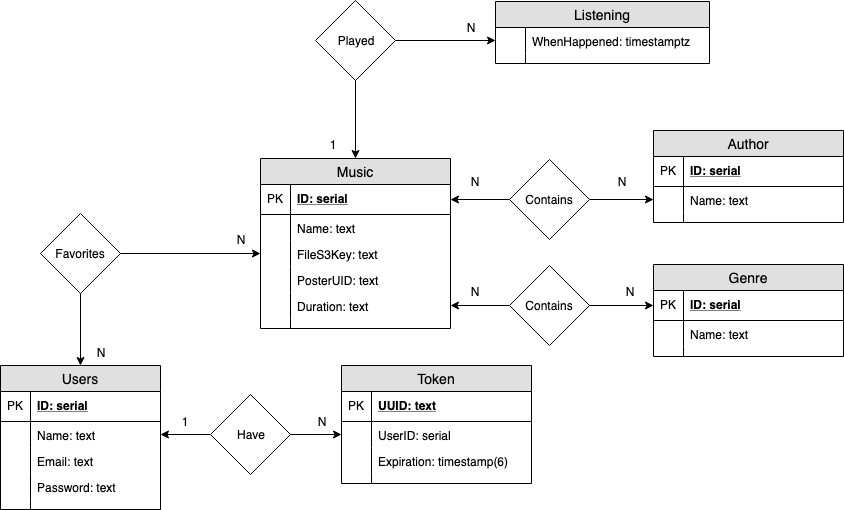 Listening
Played
N
WhenHappened: timestamptz
1
Music
PK
ID: serial
Name: text
FileS3Key: text
PosterUID: text
Duration: text
N
Contains
N
Author
PK
ID: serial
Name: text
N
Contains
N
Genre
PK
ID: serial
Name: text
Favorites
N
N
Users
PK
ID: serial
Name: text
Email: text
Password: text
1
Have
N
Token
PK
UUID: text
UserID: serial
Expiration: timestamp(6)